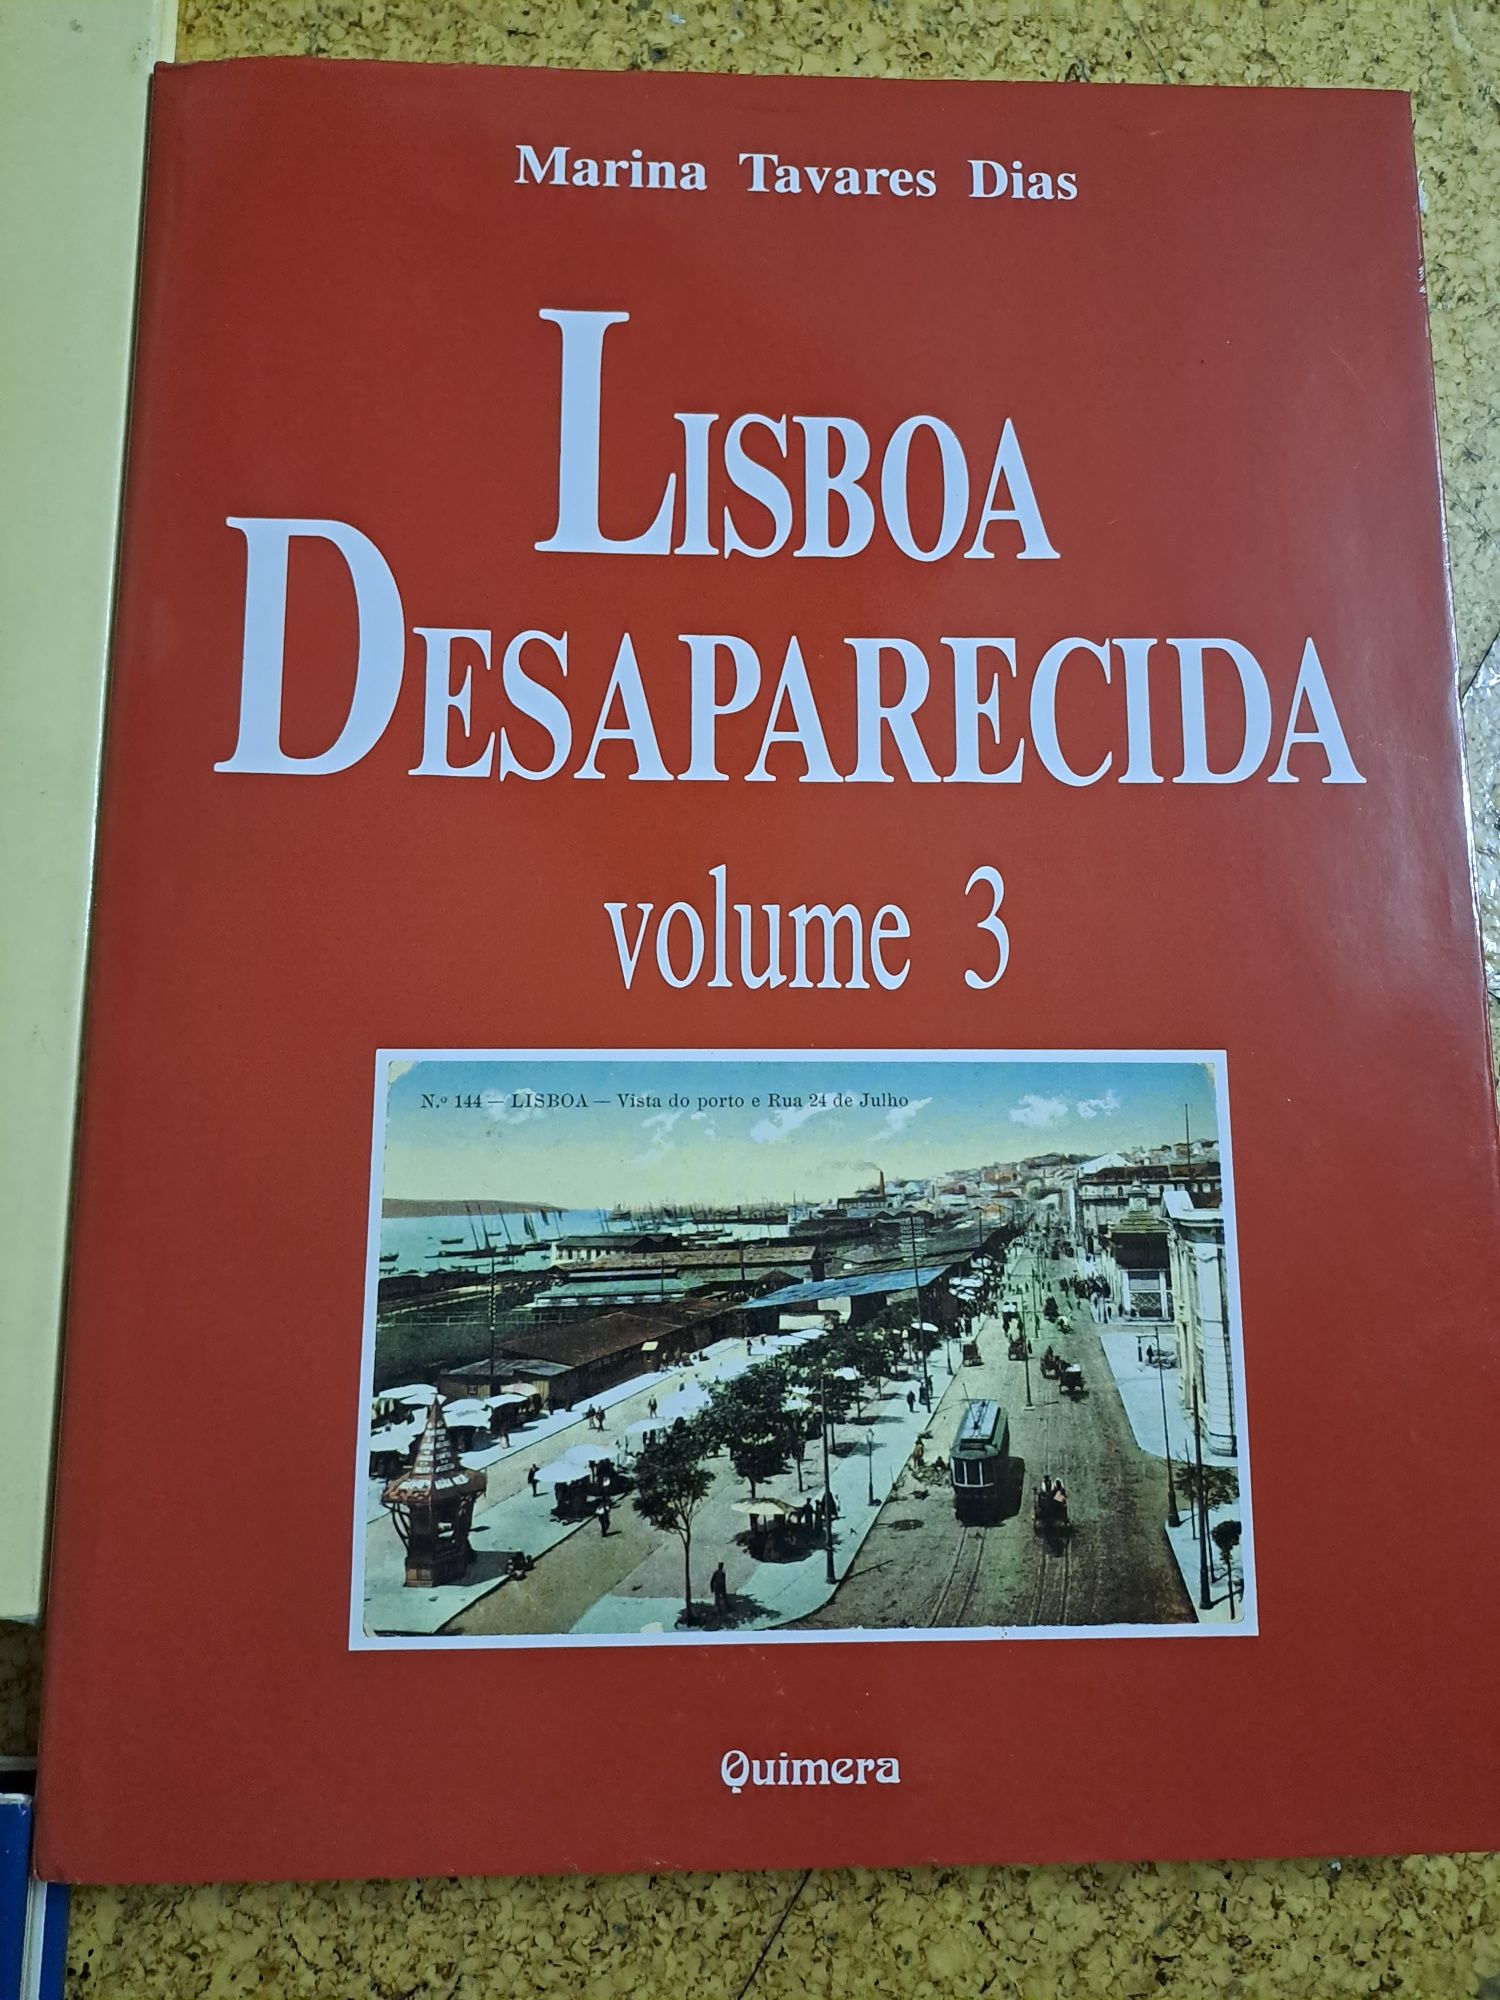 Marina Tavares Dias
LISBOA
DESAPARECIDA
volume 3
N.º 144 — LISBOA — Vista do porto e Rua 24 de Julho
Quimera